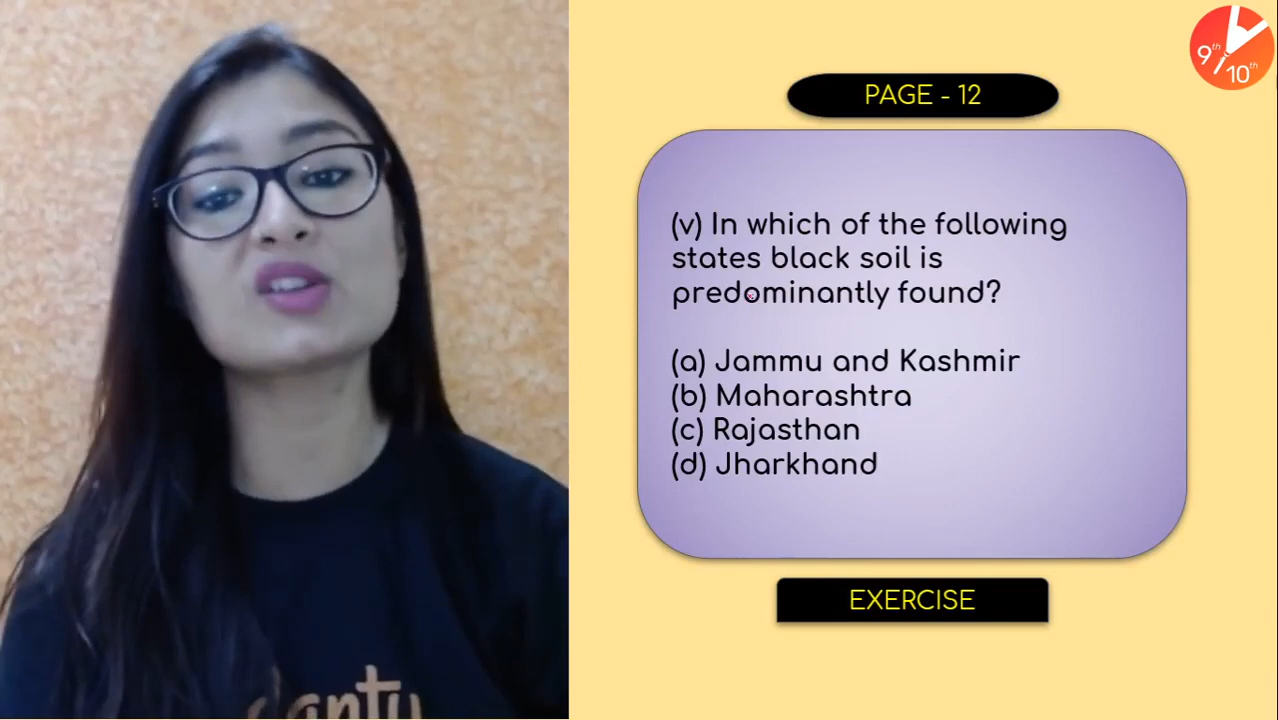 9th
10th
PAGE - 12
(v) In which of the following
states black soil is
predominantly found?
(a) Jammu and Kashmir
(b) Maharashtra
(c) Rajasthan
(d) Jharkhand
EXERCISE